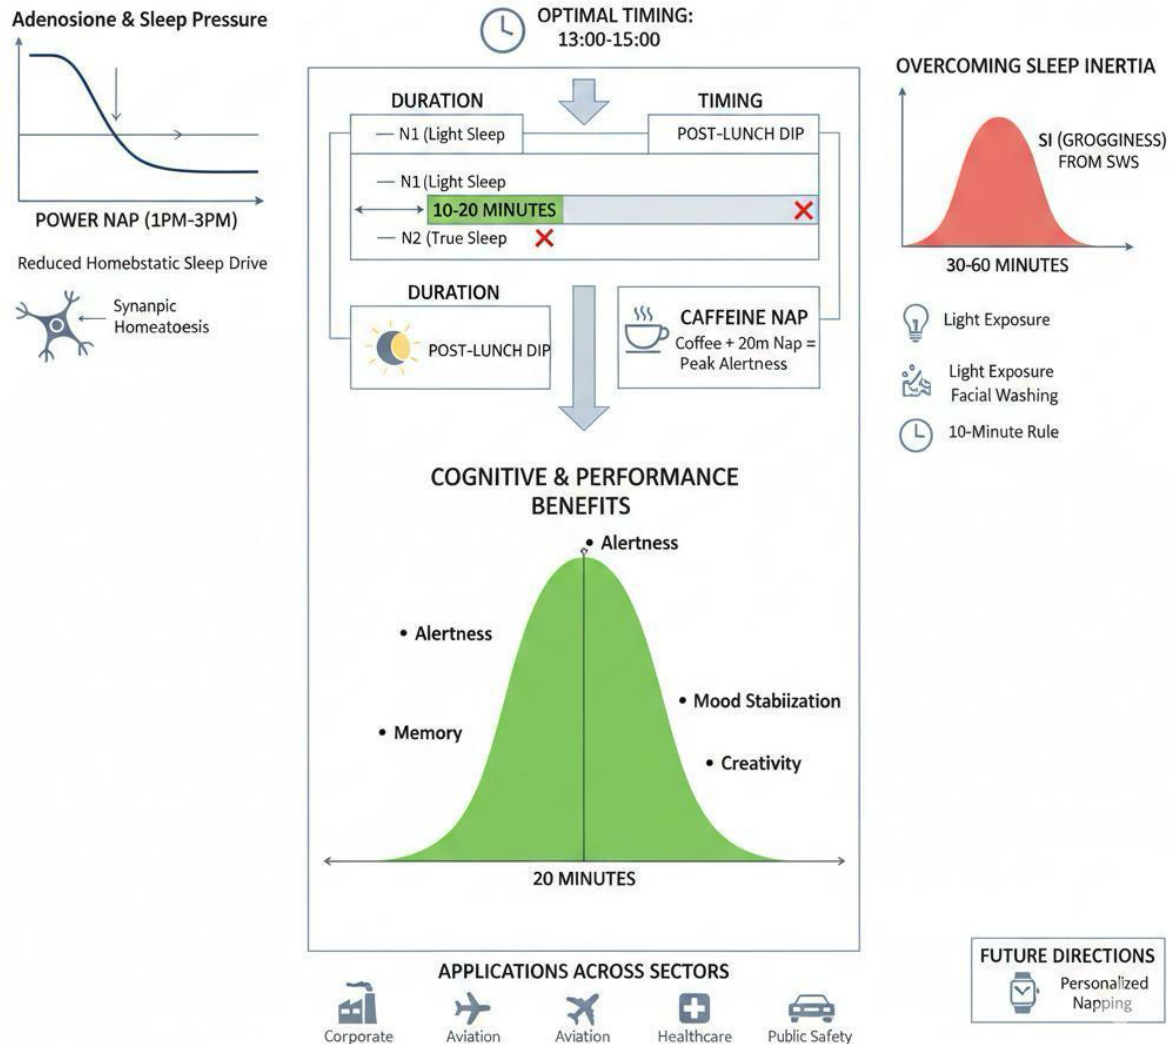 Adenosione & Sleep Pressure
POWER NAP (1PM-3PM)
Reduced Homebstatic Sleep Drive
Synanpic
Homeatoesis
OPTIMAL TIMING:
13:00-15:00
DURATION
N1 (Light Sleep
TIMING
POST-LUNCH DIP
N1 (Light Sleep
10-20 MINUTES
N2 (True Sleep
DURATION
POST-LUNCH DIP
CAFFEINE NAP
Coffee + 20m Nap =
Peak Alertness
OVERCOMING SLEEP INERTIA
SI (GROGGINESS)
FROM SWS
30-60 MINUTES
Light Exposure
Light Exposure
Facial Washing
10-Minute Rule
COGNITIVE & PERFORMANCE
BENEFITS
• Alertness
• Alertness
• Mood Stabiization
• Memory
• Creativity
20 MINUTES
APPLICATIONS ACROSS SECTORS
Corporate
Aviation
Aviation
Healthcare
Public Safety
FUTURE DIRECTIONS
Personalized
Napping